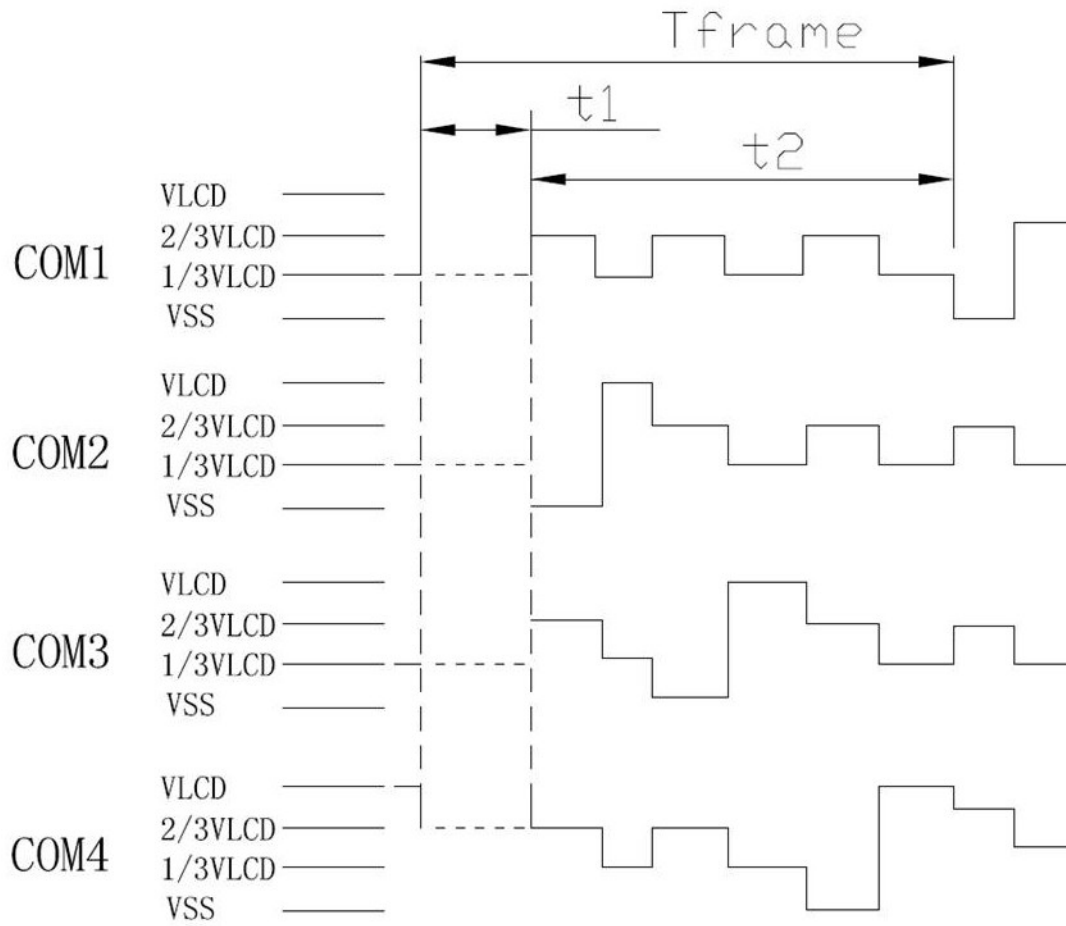 Tframe
t1
t2
VLCD
2/3VLCD
COM1
1/3VLCD
VSS
VLCD
2/3VLCD
COM2
1/3VLCD
VSS
VLCD
2/3VLCD
COM3
1/3VLCD
VSS
VLCD
2/3VLCD
COM4
1/3VLCD
VSS